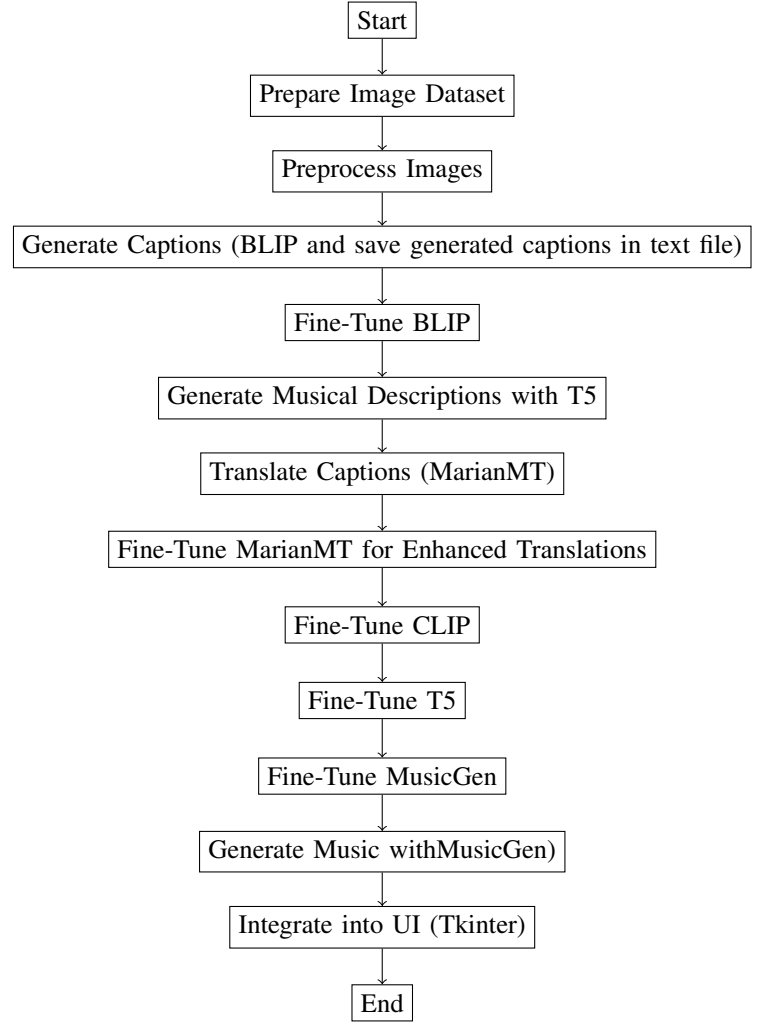 Start
Prepare Image Dataset
Preprocess Images
Generate Captions (BLIP and save generated captions in text file)
Fine-Tune BLIP
Generate Musical Descriptions with T5
Translate Captions (MarianMT)
Fine-Tune MarianMT for Enhanced Translations
Fine-Tune CLIP
Fine-Tune T5
Fine-Tune MusicGen
Generate Music withMusicGen)
Integrate into UI (Tkinter)
End